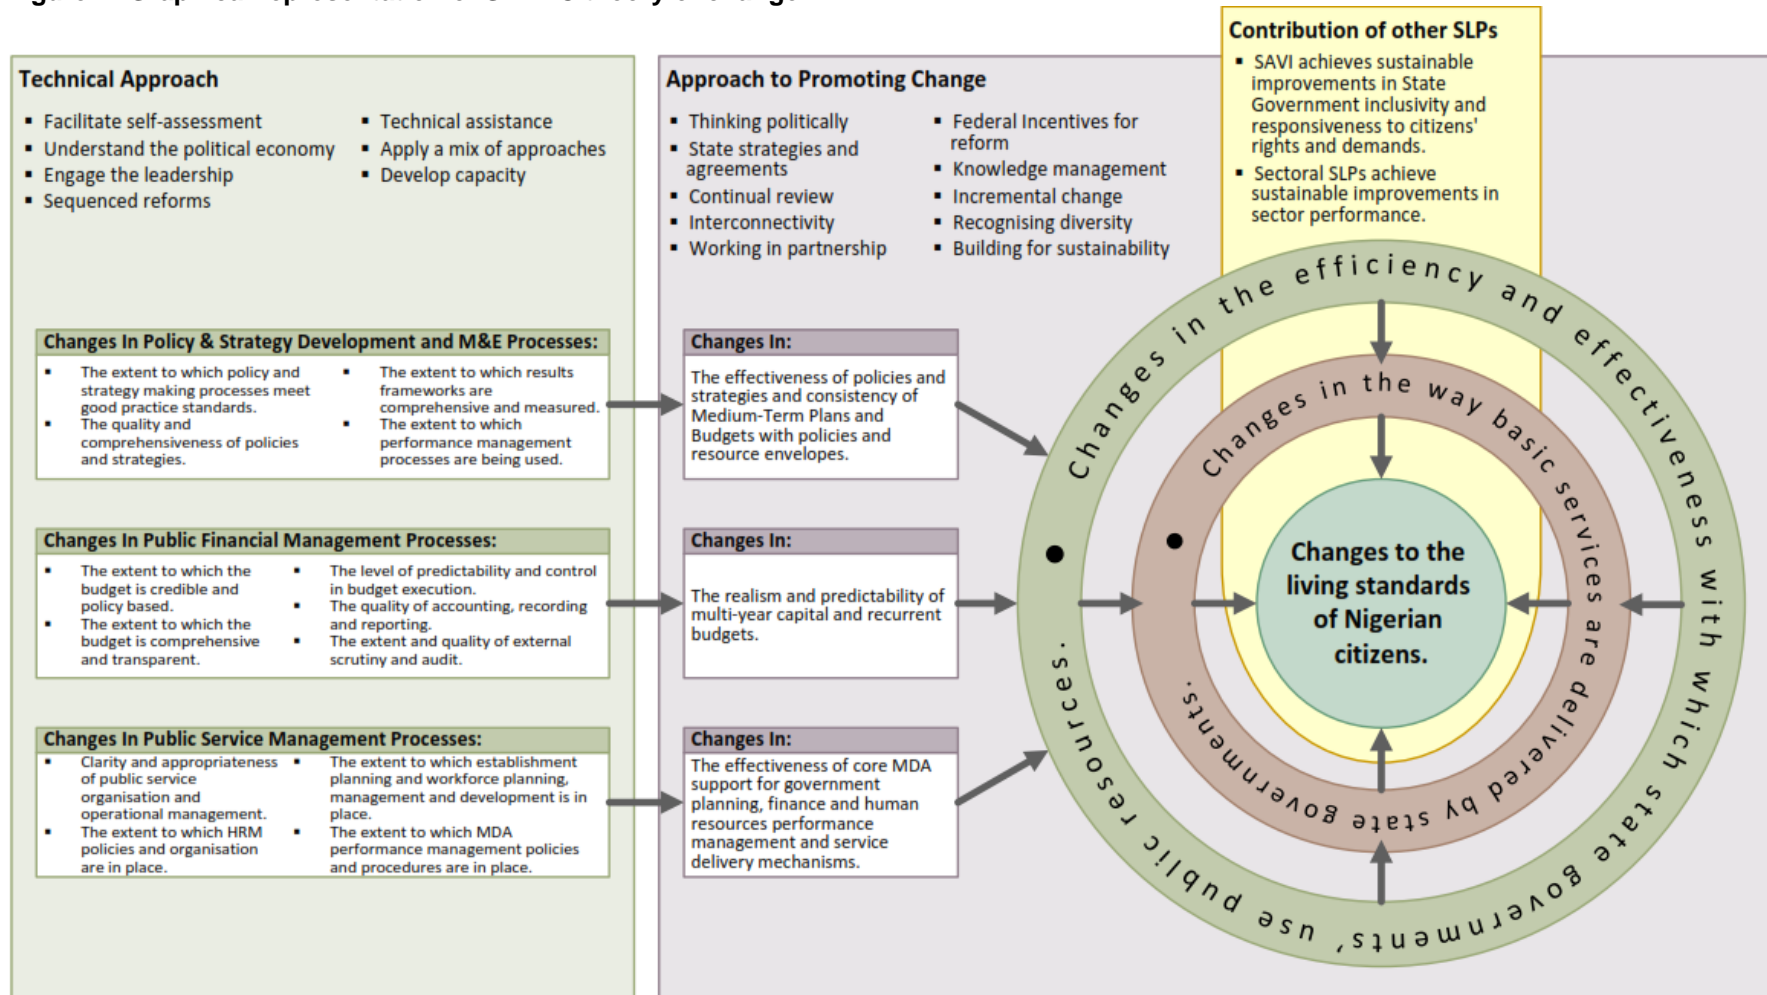 Technical Approach
▪ Facilitate self-assessment
▪ Understand the political economy
▪ Engage the leadership
▪ Sequenced reforms
▪ Technical assistance
▪ Apply a mix of approaches
▪ Develop capacity
Changes In Policy & Strategy Development and M&E Processes:
▪ The extent to which policy and
strategy making processes meet
good practice standards.
▪ The quality and
comprehensiveness of policies
and strategies.
▪ The extent to which results
frameworks are
comprehensive and measured.
▪ The extent to which
performance management
processes are being used.
Changes In Public Financial Management Processes:
▪ The extent to which the
budget is credible and
policy based.
▪ The extent to which the
budget is comprehensive
and transparent.
▪ The level of predictability and control
in budget execution.
▪ The quality of accounting, recording
and reporting.
▪ The extent and quality of external
scrutiny and audit.
Changes In Public Service Management Processes:
▪ Clarity and appropriateness
of public service
organisation and
operational management.
▪ The extent to which HRM
policies and organisation
are in place.
▪ The extent to which establishment
planning and workforce planning,
management and development is in
place.
▪ The extent to which MDA
performance management policies
and procedures are in place.
Approach to Promoting Change
▪ Thinking politically
▪ State strategies and
agreements
▪ Continual review
▪ Interconnectivity
▪ Working in partnership
▪ Federal Incentives for
reform
▪ Knowledge management
▪ Incremental change
▪ Recognising diversity
▪ Building for sustainability
Changes In:
The effectiveness of policies and
strategies and consistency of
Medium-Term Plans and
Budgets with policies and
resource envelopes.
Changes In:
The realism and predictability of
multi-year capital and recurrent
budgets.
Changes In:
The effectiveness of core MDA
support for government
planning, finance and human
resources performance
management and service
delivery mechanisms.
Contribution of other SLPs
▪ SAVI achieves sustainable
improvements in State
Government inclusivity and
responsiveness to citizens'
rights and demands.
▪ Sectoral SLPs achieve
sustainable improvements in
sector performance.
● Changes in the efficiency and effectiveness with which state governments' use public resources.
● Changes in the way basic services are delivered by state governments.
Changes to the
living standards
of Nigerian
citizens.